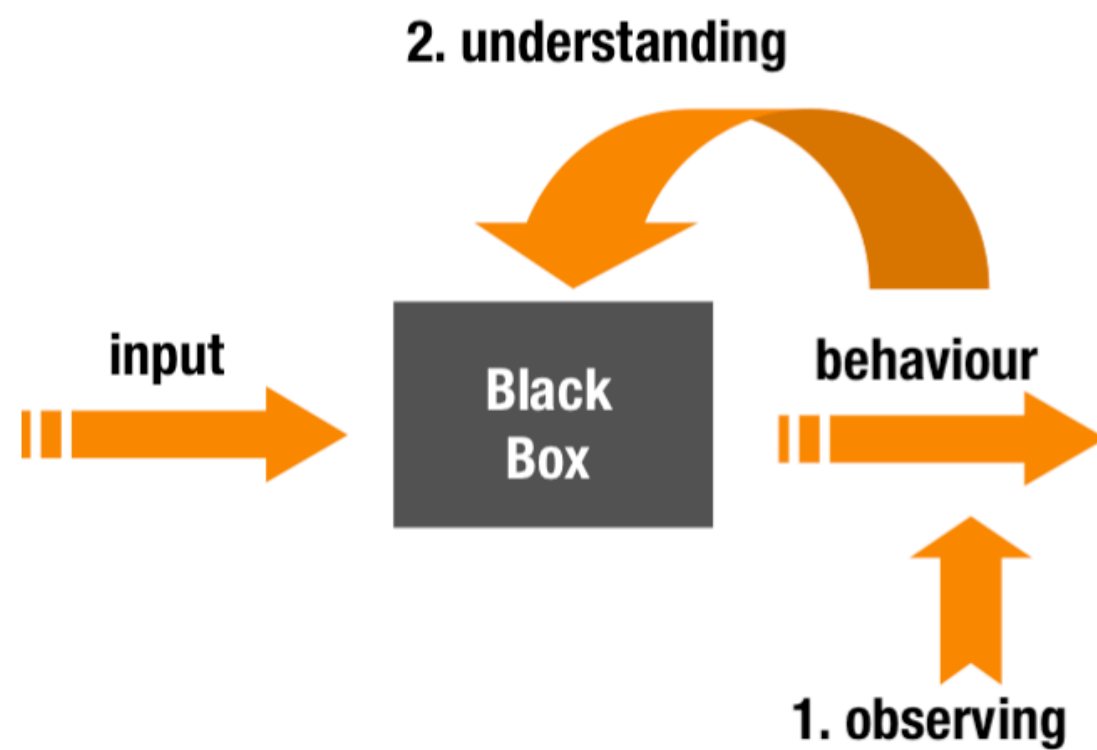 2. understanding
input
Black
Box
behaviour
1. observing